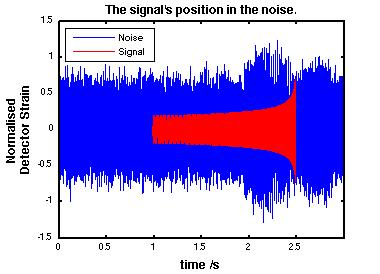 The signal's position in the noise.
Noise
Signal
1.5
1
0.5
0
-0.5
-1
-1.5
Normalised
Detector Strain
0 0.5 1 1.5 2 2.5 3
time /s